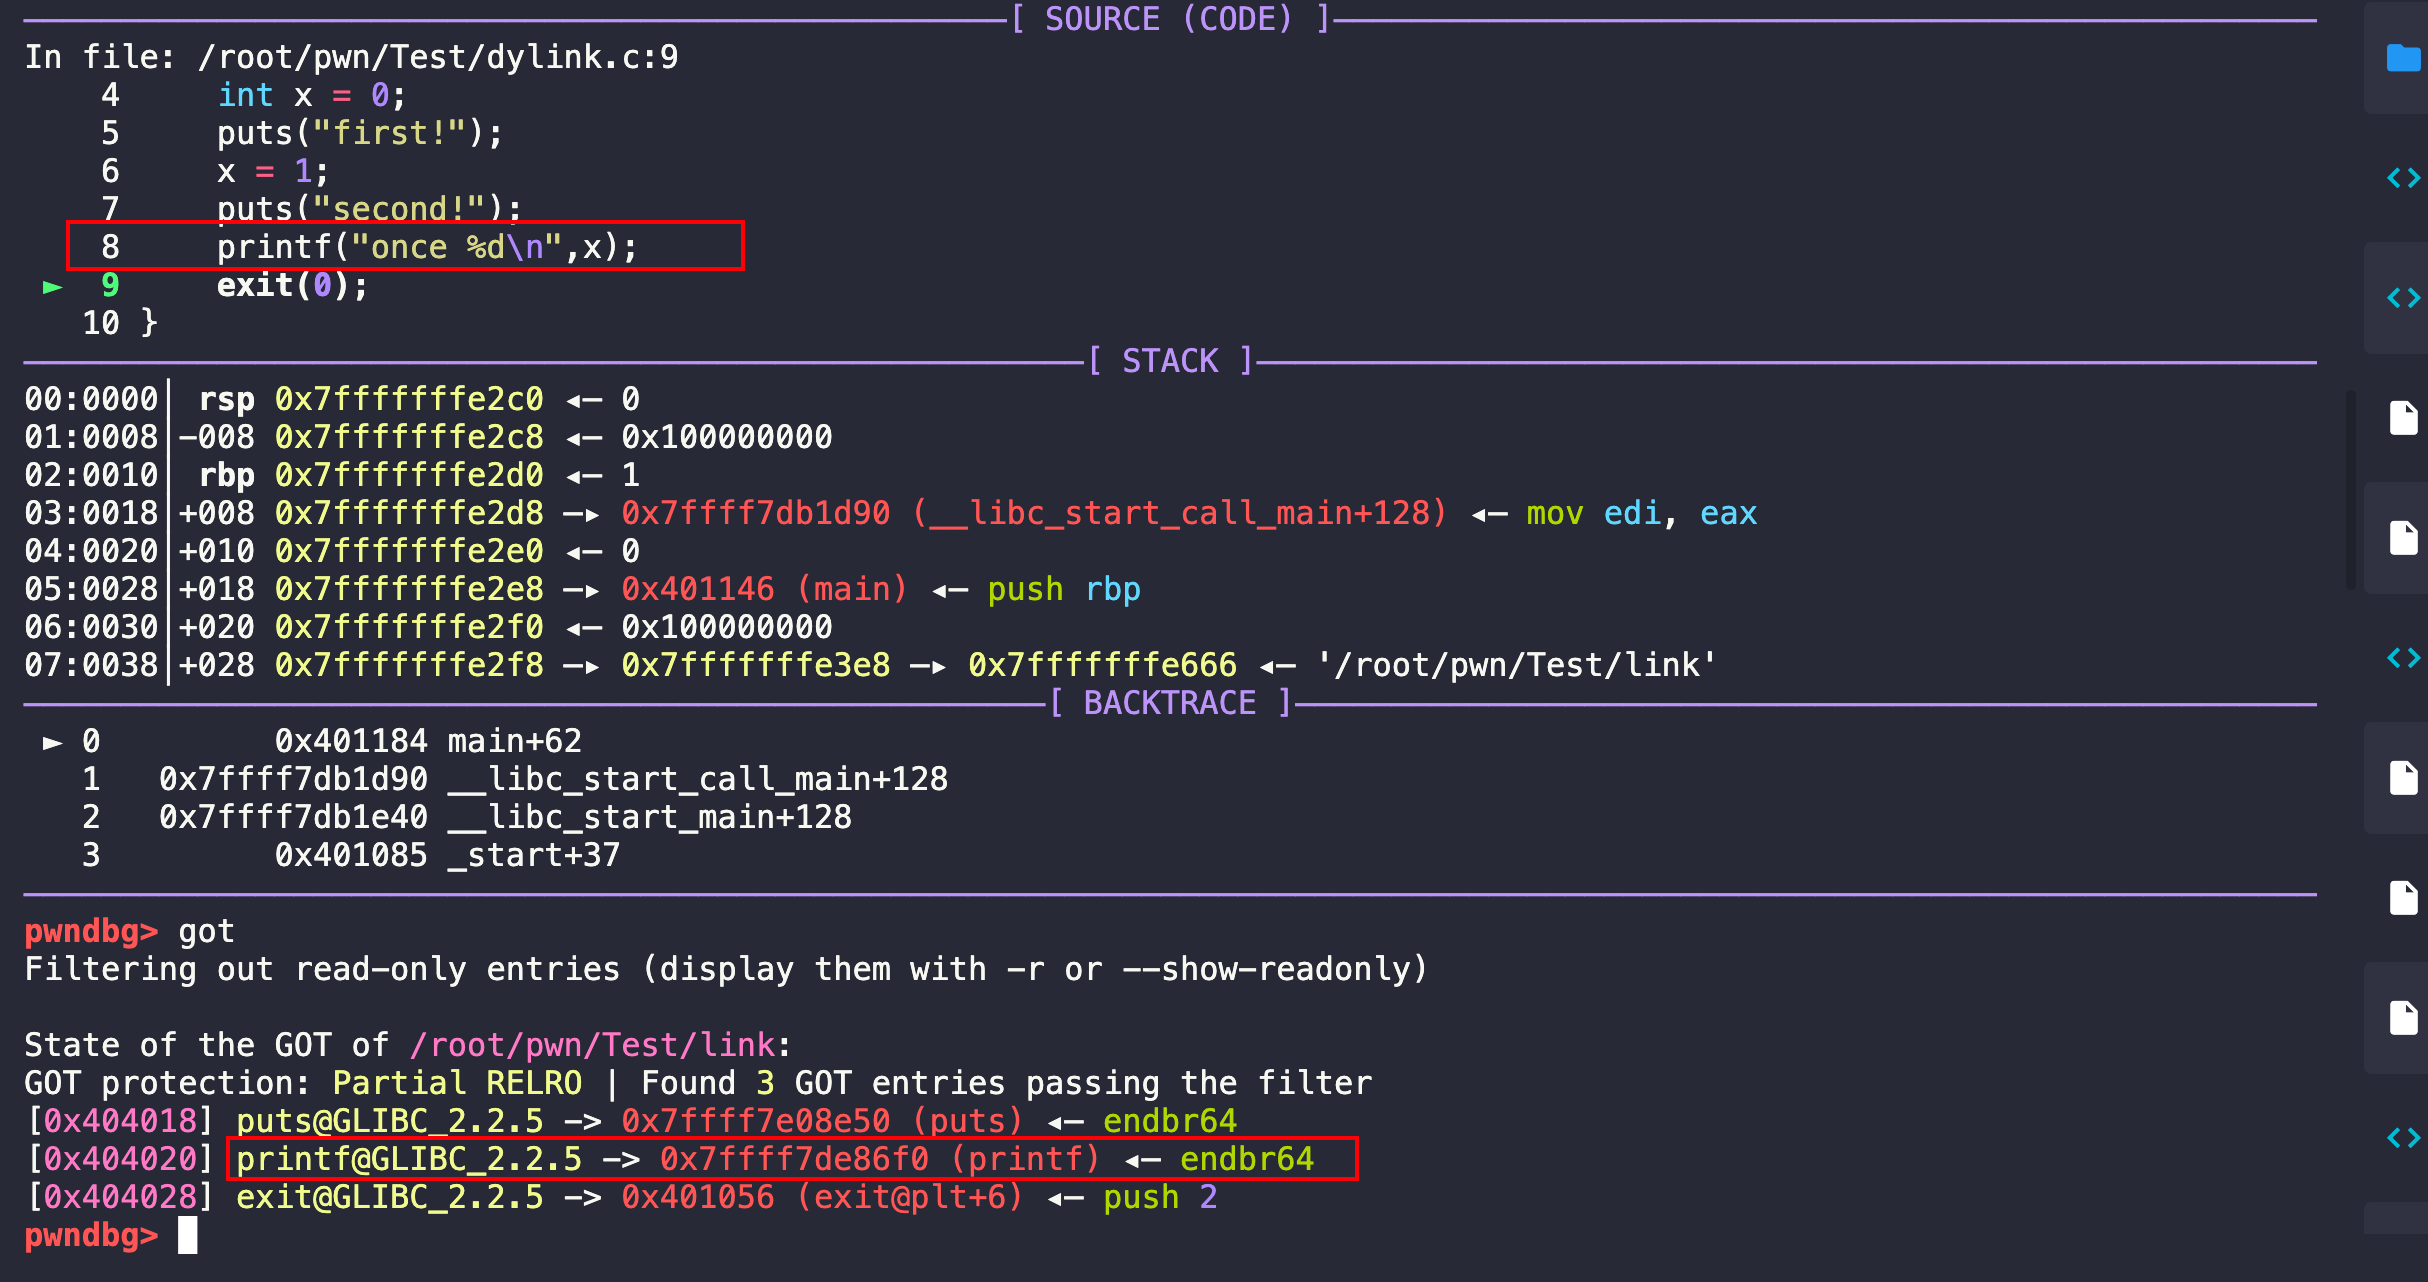 [ SOURCE (CODE) ]
In file: /root/pwn/Test/dylink.c:9
4 int x = 0;
5 puts("first!");
6 x = 1;
7 puts("second!");
8 printf("once %d\n",x);
► 9 exit(0);
10 }
[ STACK ]
00:0000│ rsp 0x7fffffffe2c0 ◂— 0
01:0008│-008 0x7fffffffe2c8 ◂— 0x100000000
02:0010│ rbp 0x7fffffffe2d0 ◂— 1
03:0018│+008 0x7fffffffe2d8 —▸ 0x7ffff7db1d90 (__libc_start_call_main+128) ◂— mov edi, eax
04:0020│+010 0x7fffffffe2e0 ◂— 0
05:0028│+018 0x7fffffffe2e8 —▸ 0x401146 (main) ◂— push rbp
06:0030│+020 0x7fffffffe2f0 ◂— 0x100000000
07:0038│+028 0x7fffffffe2f8 —▸ 0x7fffffffe3e8 —▸ 0x7fffffffe666 ◂— '/root/pwn/Test/link'
[ BACKTRACE ]
► 0 0x401184 main+62
1 0x7ffff7db1d90 __libc_start_call_main+128
2 0x7ffff7db1e40 __libc_start_main+128
3 0x401085 _start+37
pwndbg> got
Filtering out read-only entries (display them with -r or --show-readonly)
State of the GOT of /root/pwn/Test/link:
GOT protection: Partial RELRO | Found 3 GOT entries passing the filter
[0x404018] puts@GLIBC_2.2.5 -> 0x7ffff7e08e50 (puts) ◂— endbr64
[0x404020] printf@GLIBC_2.2.5 -> 0x7ffff7de86f0 (printf) ◂— endbr64
[0x404028] exit@GLIBC_2.2.5 -> 0x401056 (exit@plt+6) ◂— push 2
pwndbg>